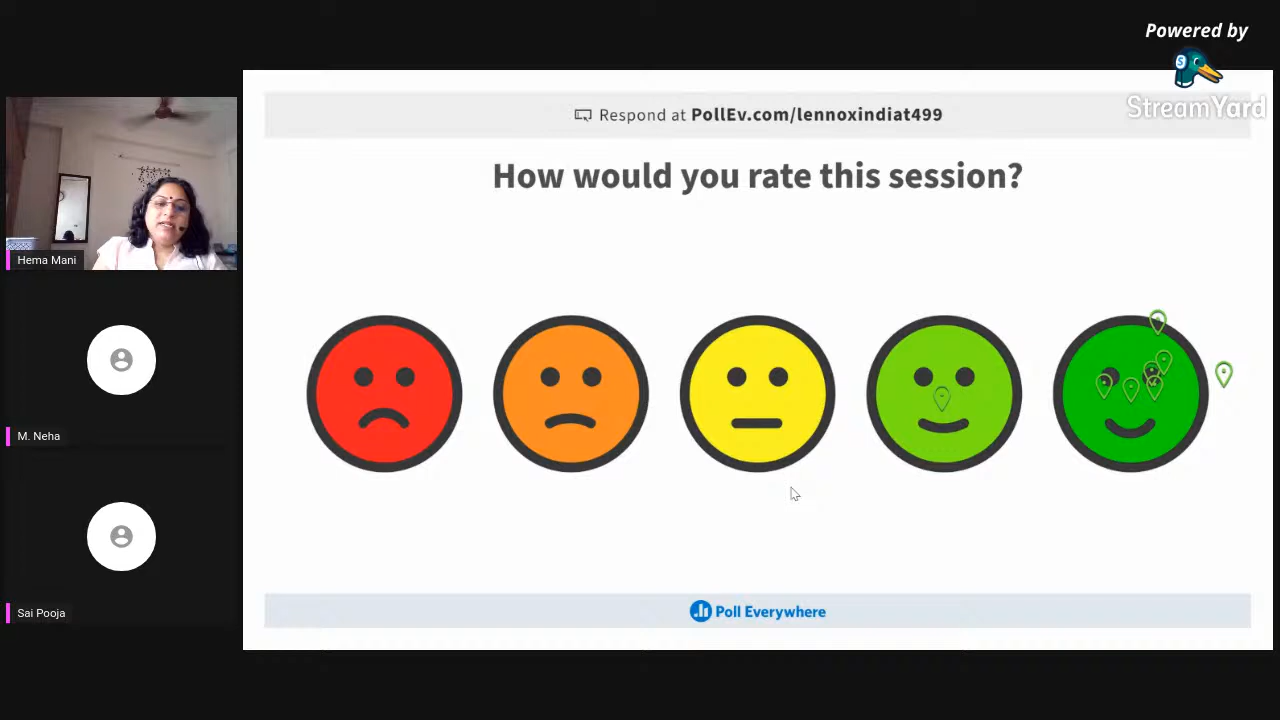 Powered by
S
StreamYard
Respond at PollEv.com/lennoxindiat499
How would you rate this session?
Hema Mani
M. Neha
Sai Pooja
Poll Everywhere